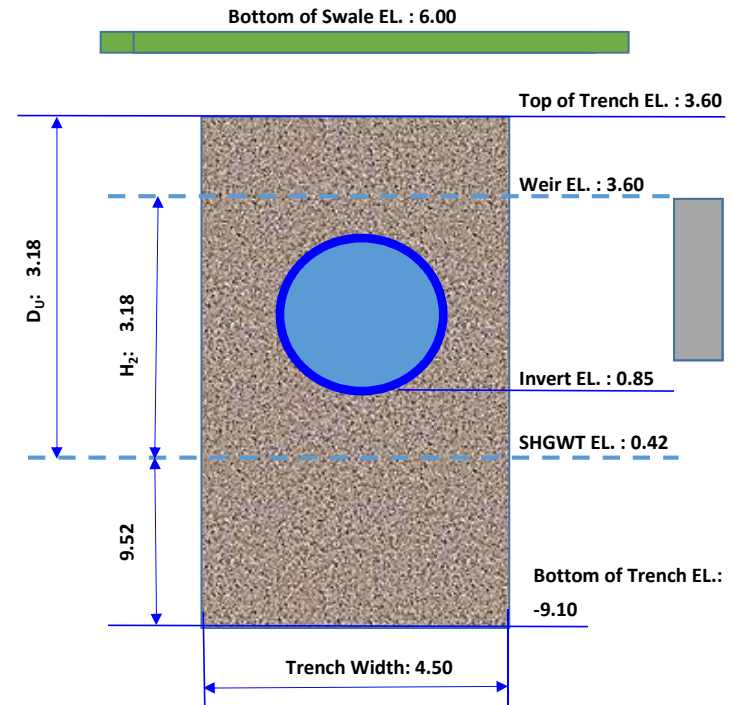 Bottom of Swale EL. : 6.00
Top of Trench EL. : 3.60
Weir EL. : 3.60
Dᵤ: 3.18
H₂: 3.18
Invert EL. : 0.85
SHGWT EL. : 0.42
9.52
Bottom of Trench EL.:
-9.10
Trench Width: 4.50